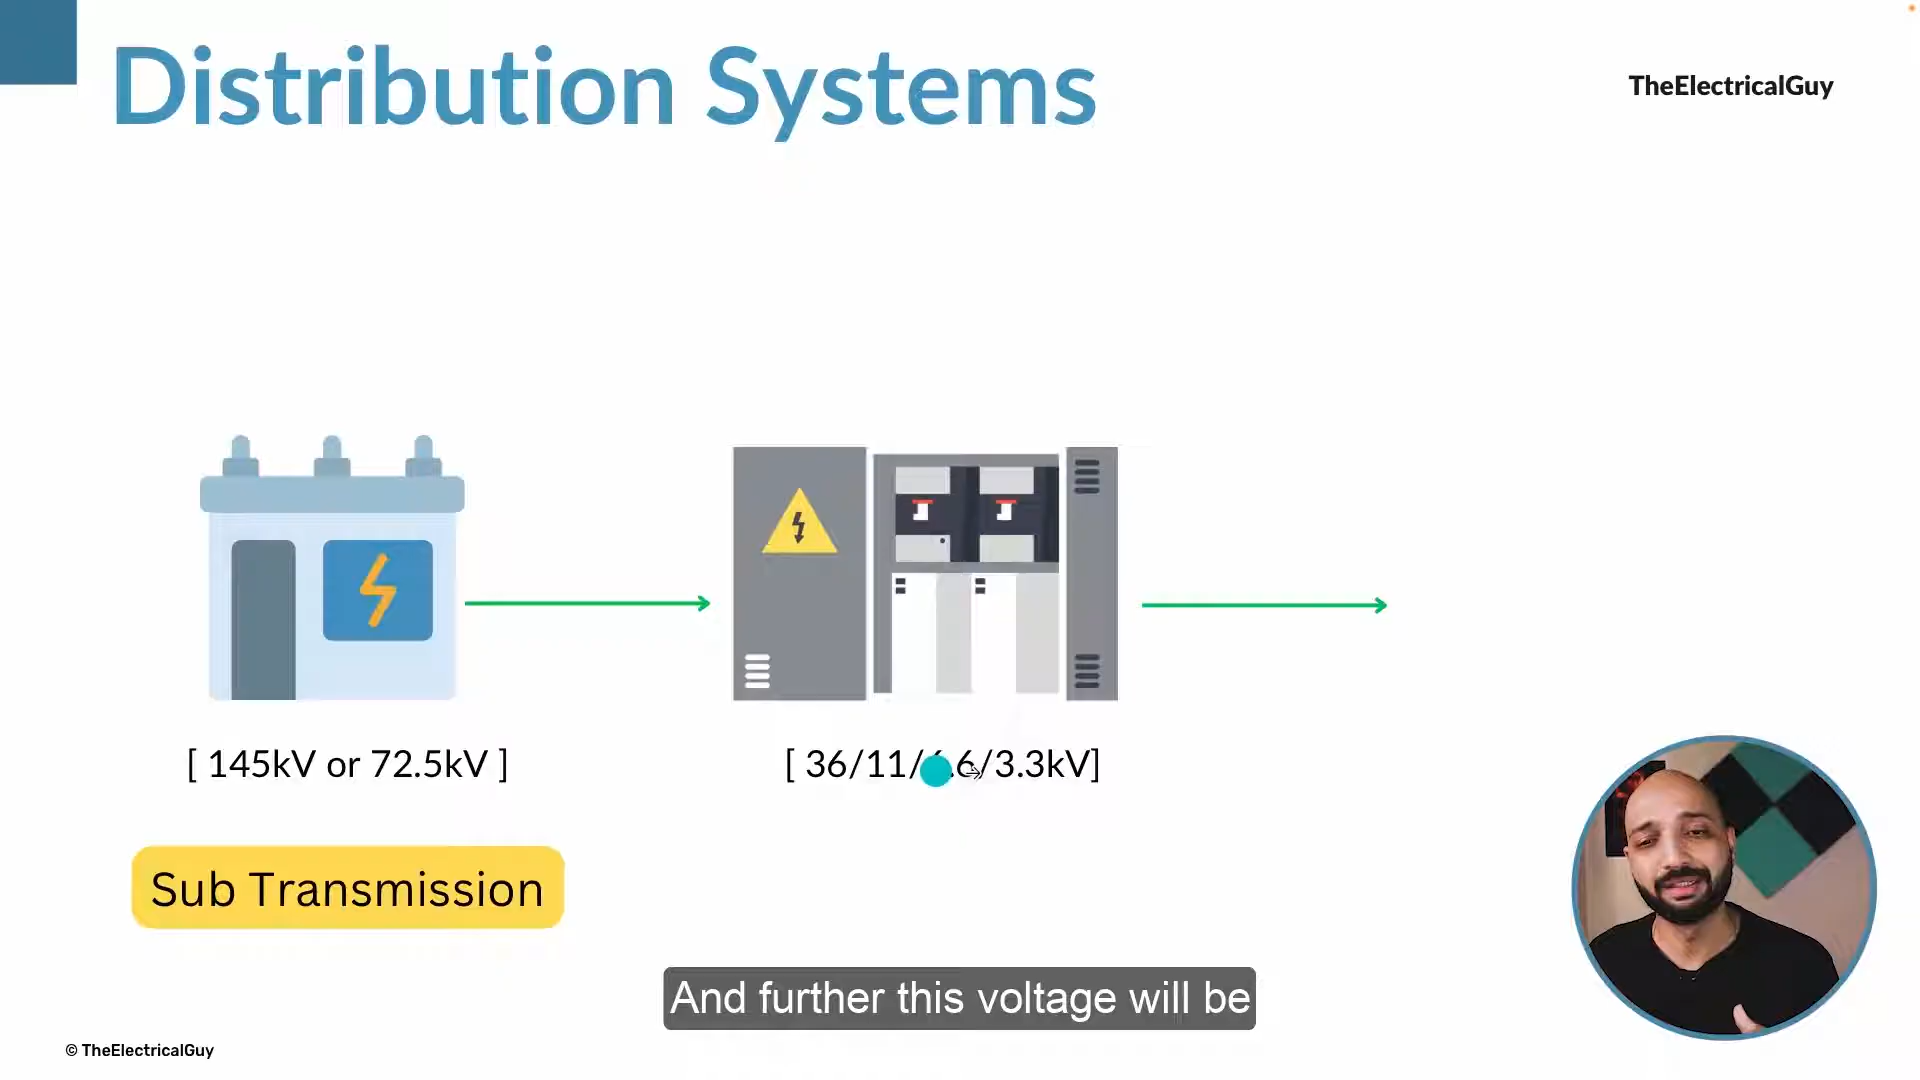 Distribution Systems
TheElectricalGuy
[ 145kV or 72.5kV ]
[ 36/11/6.6/3.3kV]
Sub Transmission
And further this voltage will be
© TheElectricalGuy